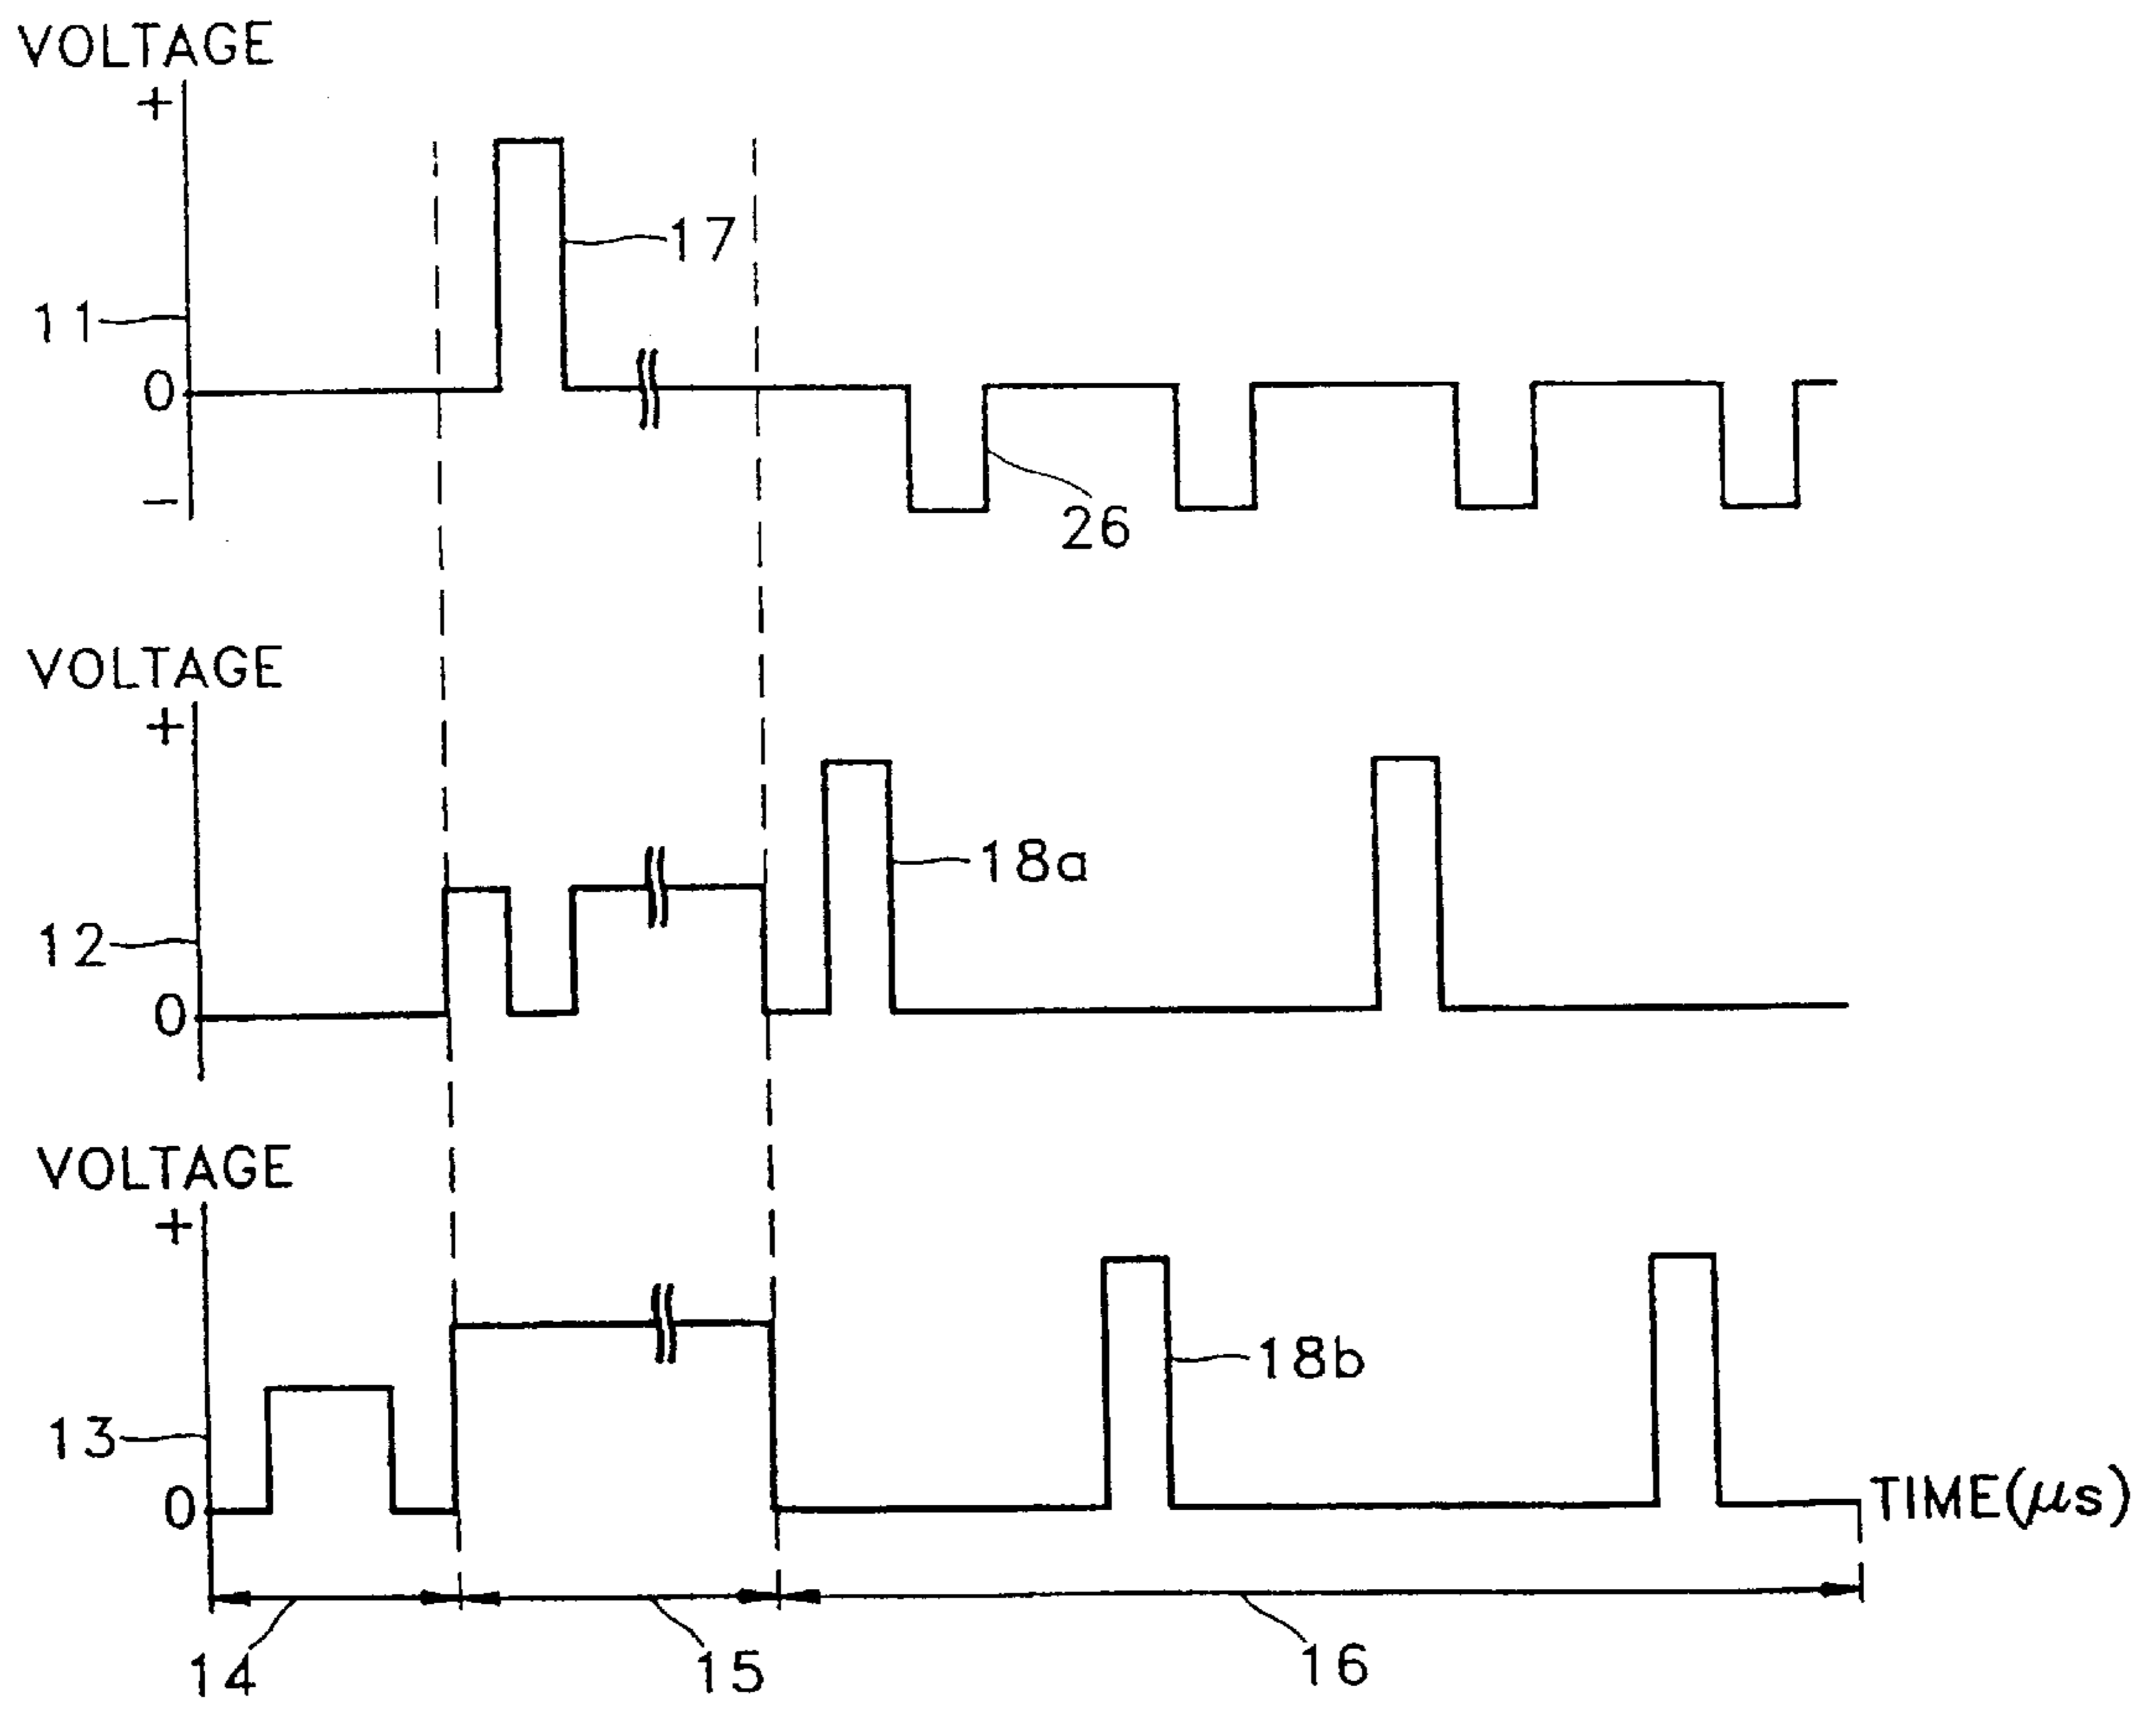 VOLTAGE
+
17
11
0
−
26
VOLTAGE
+
18a
12
0
VOLTAGE
+
18b
13
0
TIME(μs)
14
15
16